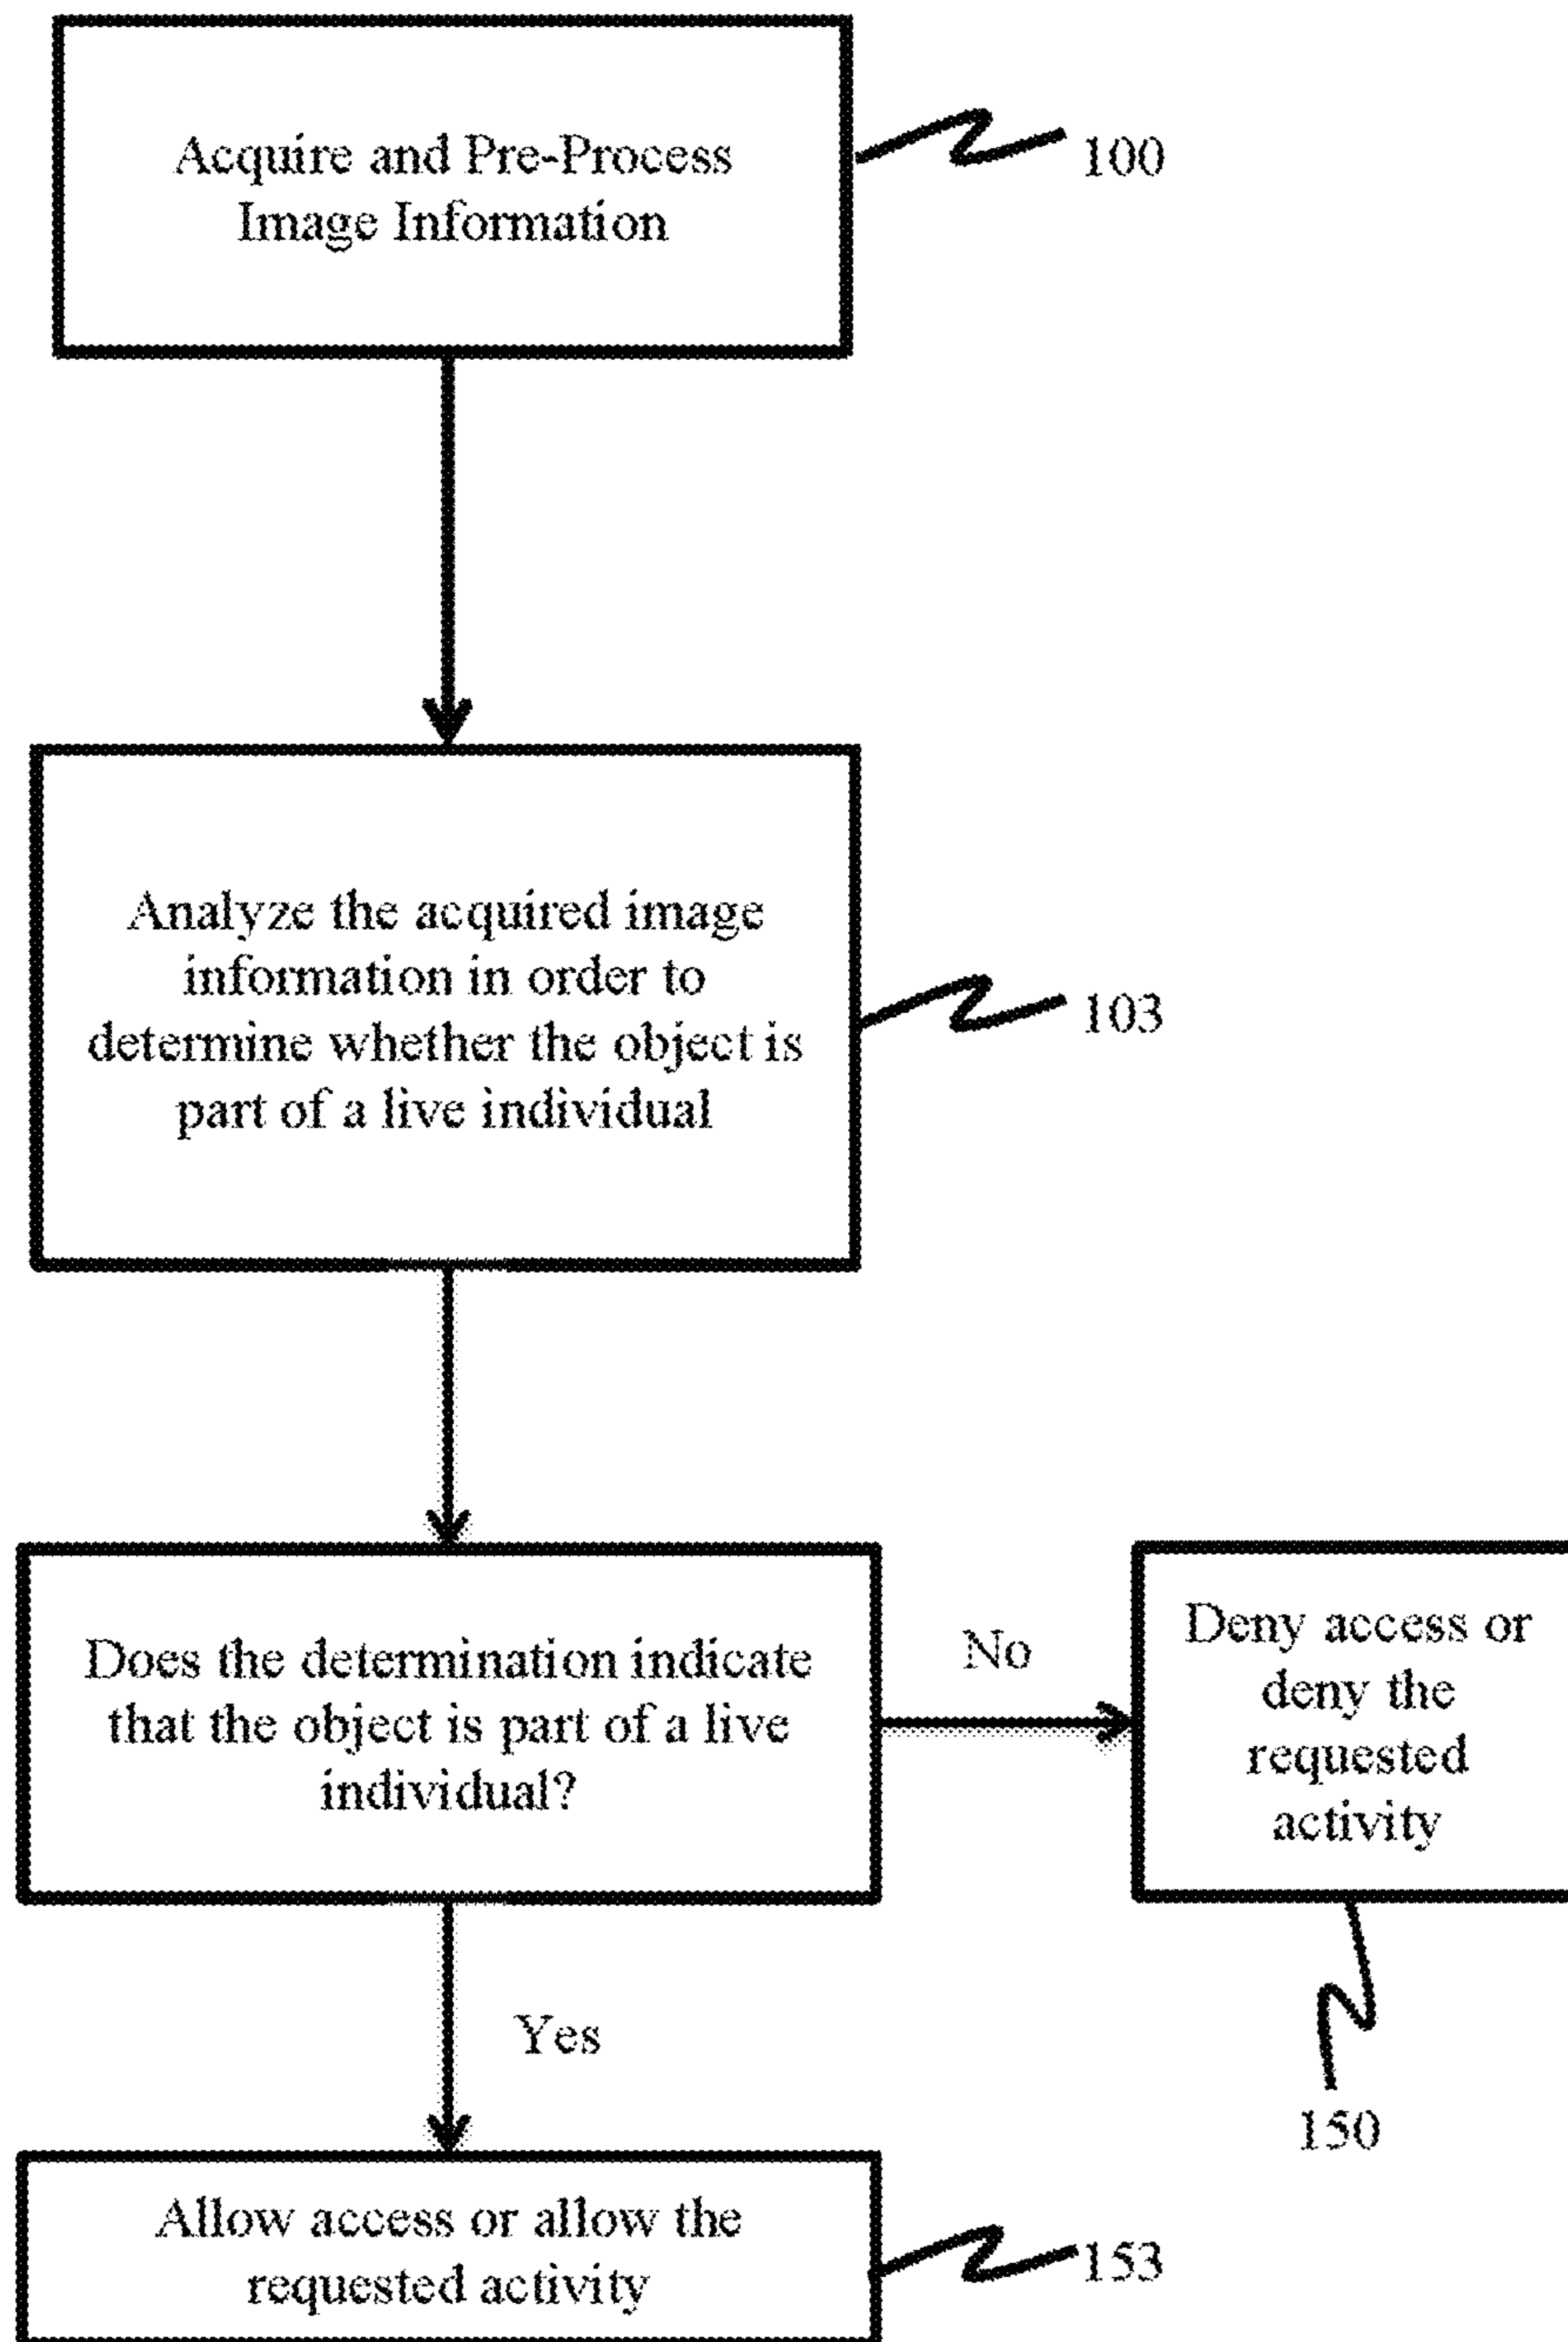 Acquire and Pre-Process
Image Information
100
Analyze the acquired image
information in order to
determine whether the object is
part of a live individual
103
Does the determination indicate
that the object is part of a live
individual?
No
Deny access or
deny the
requested
activity
150
Yes
Allow access or allow the
requested activity
153